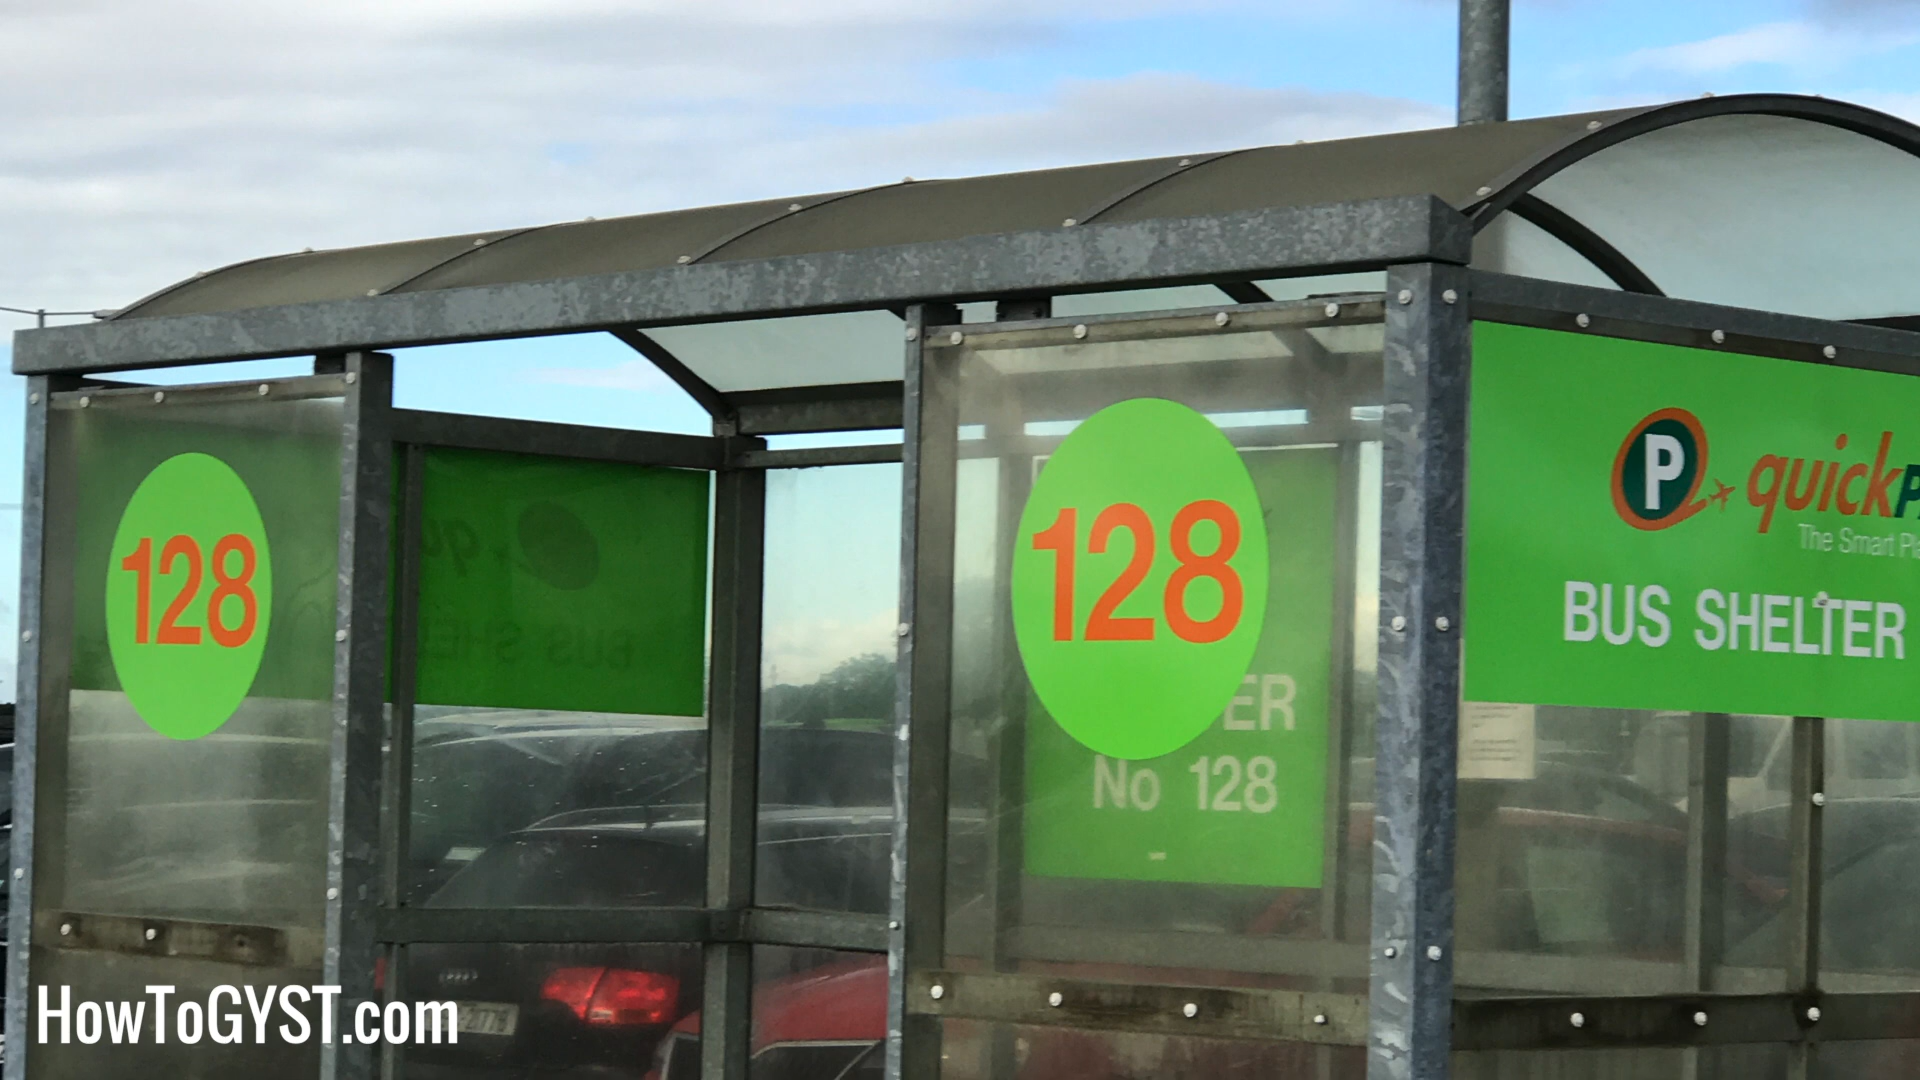 128
128
ER
No 128
P quickP
The Smart Pla
BUS SHELTER
HowToGYST.com